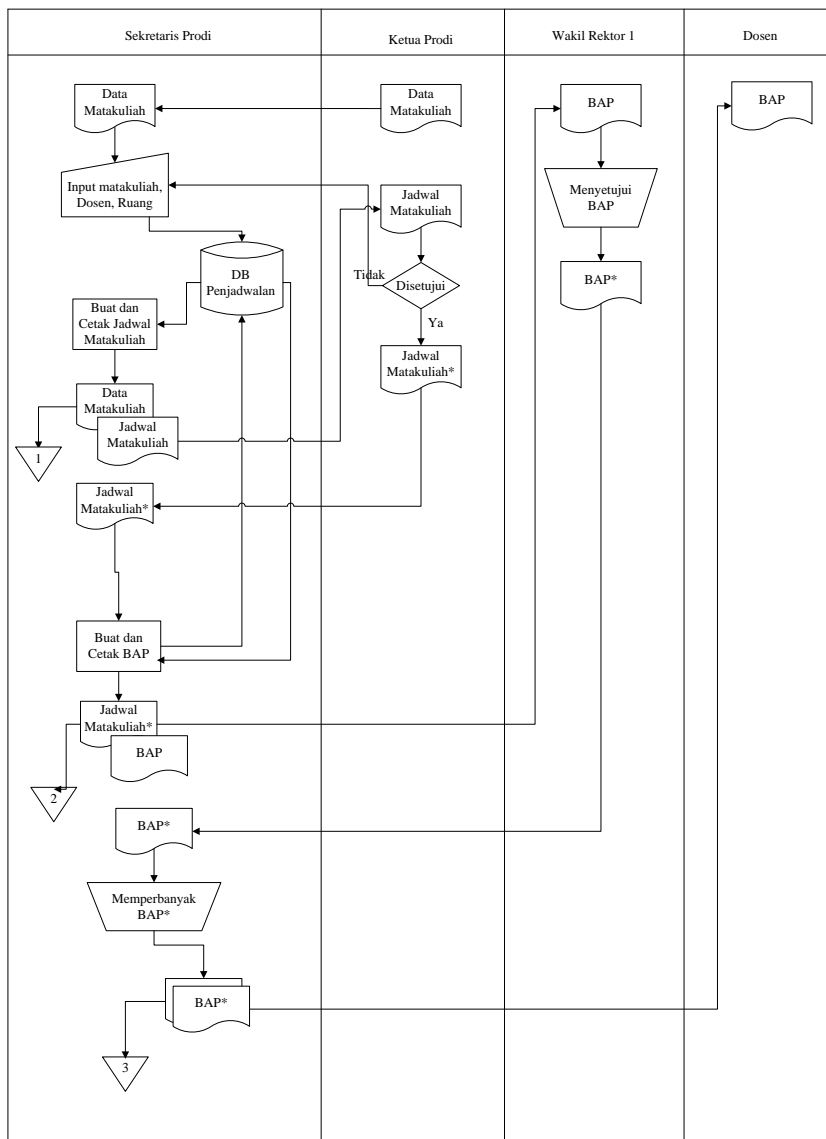 Sekretaris Prodi
Ketua Prodi
Wakil Rektor 1
Dosen
Data
Matakuliah
Data
Matakuliah
BAP
BAP
Input matakuliah,
Dosen, Ruang
Jadwal
Matakuliah
Menyetujui
BAP
DB
Penjadwalan
Tidak
Disetujui
BAP*
Buat dan
Cetak Jadwal
Matakuliah
Ya
Jadwal
Matakuliah*
Data
Matakuliah
Jadwal
Matakuliah
1
Jadwal
Matakuliah*
Buat dan
Cetak BAP
Jadwal
Matakuliah*
BAP
2
BAP*
Memperbanyak
BAP*
BAP*
3